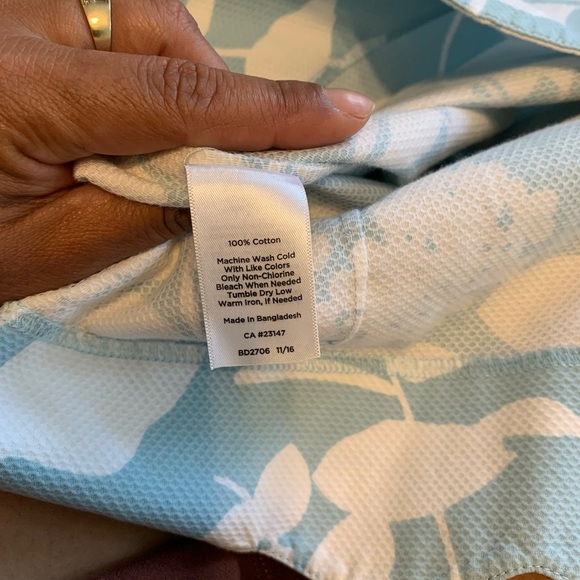 100% Cotton
Machine Wash Cold
With Like Colors
Only Non-Chlorine
Bleach When Needed
Tumble Dry Low
Warm Iron, If Needed
Made in Bangladesh
CA #23147
BD2706 11/16